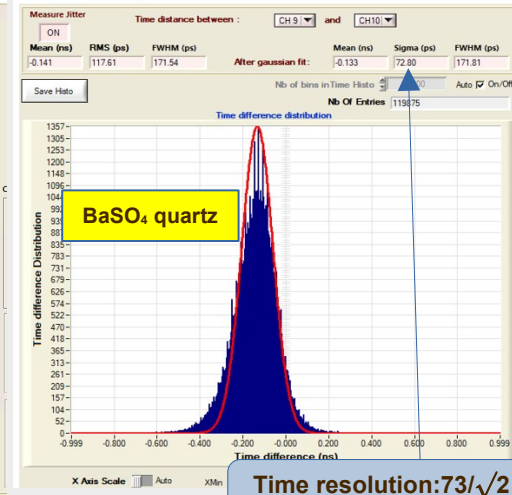 Measure Jitter
ON
Time distance between : CH 9 and CH10
Mean (ns) RMS (ps) FWHM (ps) Mean (ns) Sigma (ps) FWHM (ps)
-0.141 117.61 171.54 After gaussian fit: -0.133 72.80 171.81
Save Histo
Nb of bins in Time Histo Auto On/Off
Nb Of Entries 119875
Time difference distribution
1357
1305
1253
1200
1148
1096
BaSO₄ quartz
835
783
731
679
626
574
522
470
418
365
313
261
209
157
104
52
0
Time difference Distribution
-0.999 -0.800 -0.600 -0.400 -0.200 -0.000 0.200 0.400 0.600 0.800 0.999
Time difference (ns)
X Axis Scale Auto XMin
Time resolution:73/√2